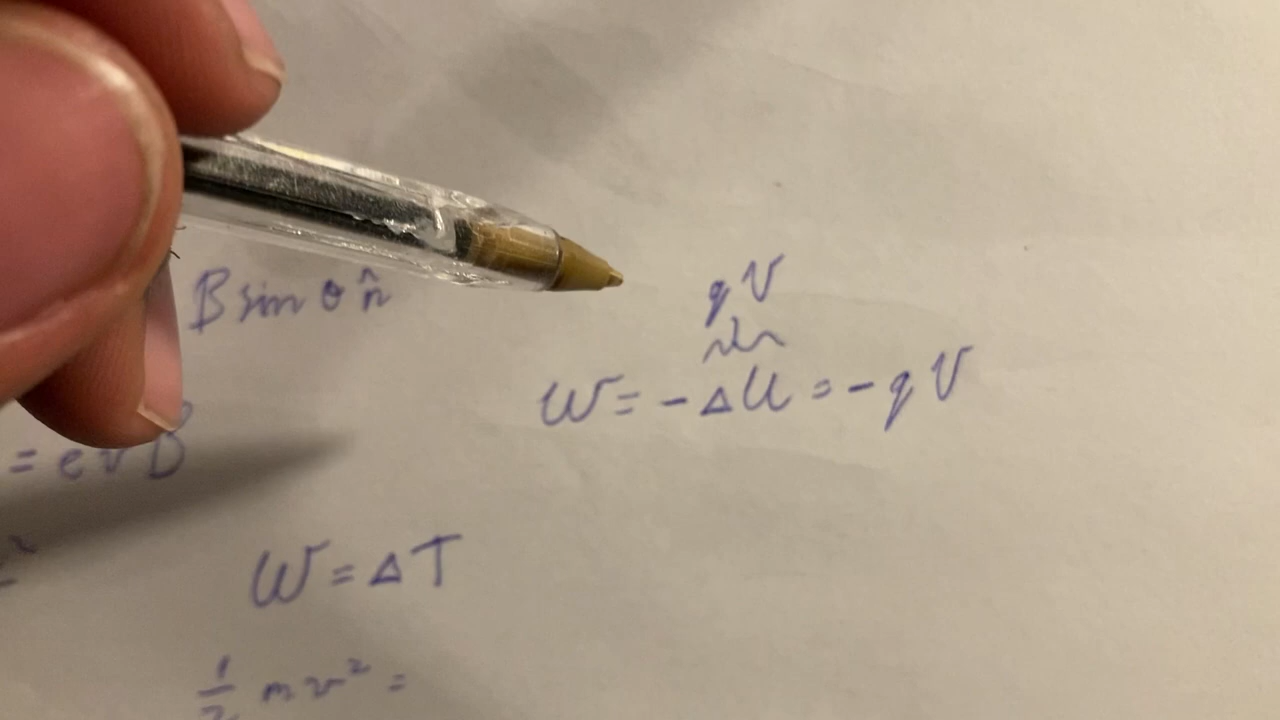 qV
B sin θ n̂
W = -ΔU = -qV
= evB
W = ΔT
1/2 mv² =